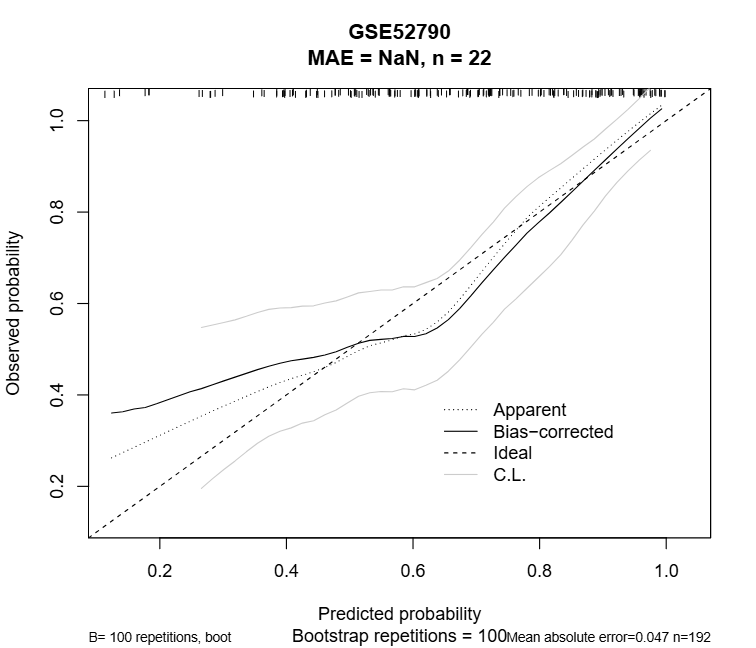 GSE52790
MAE = NaN, n = 22
Observed probability
1.0
0.8
0.6
0.4
0.2
Apparent
Bias−corrected
Ideal
C.L.
0.2 0.4 0.6 0.8 1.0
Predicted probability
B= 100 repetitions, boot Bootstrap repetitions = 100 Mean absolute error=0.047 n=192